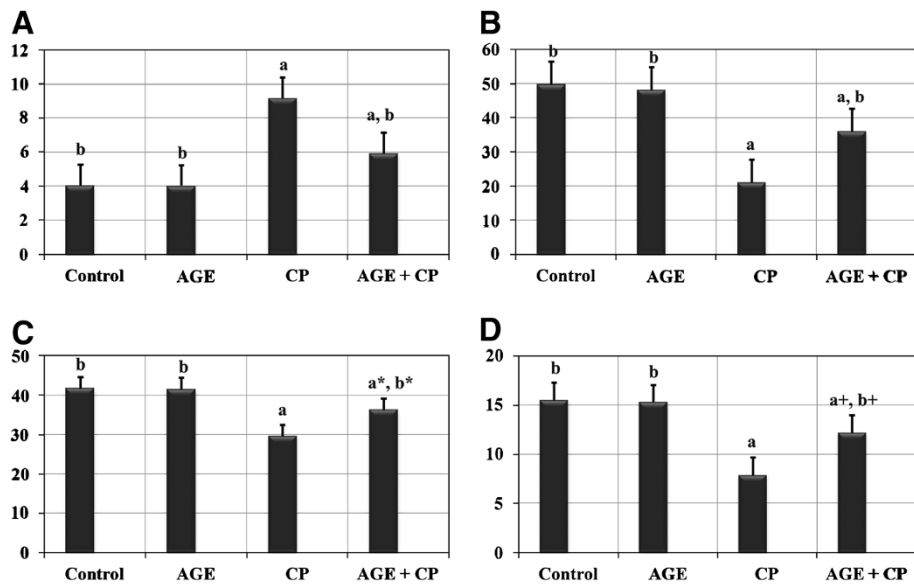 A
12
10
8
6
4
2
0
b
b
a
a, b
Control AGE CP AGE + CP
B
60
50
40
30
20
10
0
b
b
a
a, b
Control AGE CP AGE + CP
C
50
40
30
20
10
0
b
b
a
a*, b*
Control AGE CP AGE + CP
D
20
15
10
5
0
b
b
a
a+, b+
Control AGE CP AGE + CP